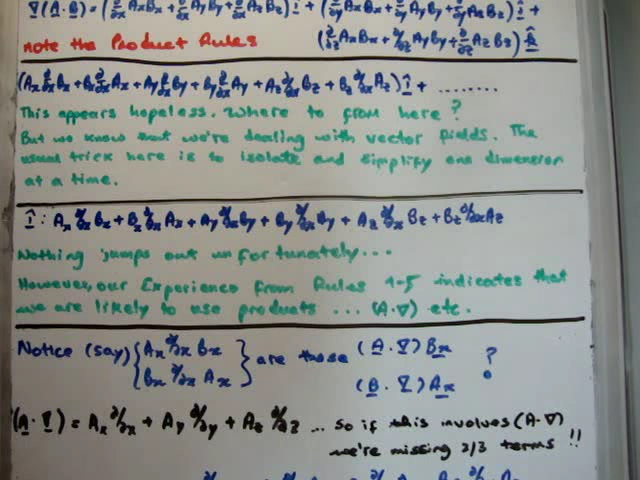 ∇(A·B) = (∂/∂x AxBx + ∂/∂x AyBy + ∂/∂x AzBz) î + (∂/∂y AxBx + ∂/∂y AyBy + ∂/∂y AzBz) ĵ +
note the Product Rules (∂/∂z AxBx + ∂/∂z AyBy + ∂/∂z AzBz) k̂
(Ax ∂/∂x Bx + Bx ∂/∂x Ax + Ay ∂/∂x By + By ∂/∂x Ay + Az ∂/∂x Bz + Bz ∂/∂x Az) î + ........
This appears hopeless. Where to from here?
But we know that we're dealing with vector fields. The
usual trick here is to isolate and simplify one dimension
at a time.
î: Ax ∂/∂x Bx + Bx ∂/∂x Ax + Ay ∂/∂x By + By ∂/∂x Ay + Az ∂/∂x Bz + Bz ∂/∂x Az
Nothing jumps out unfortunately...
However, our Experience from Rules 1-5 indicates that
we are likely to use products ... (A·∇) etc.
Notice (say) { Ax ∂/∂x Bx } are those (A·∇) Bx ?
{ Bx ∂/∂x Ax } (B·∇) Ax
(A·∇) = Ax ∂/∂x + Ay ∂/∂y + Az ∂/∂z ... so if this involves (A·∇)
we're missing 2/3 terms !!